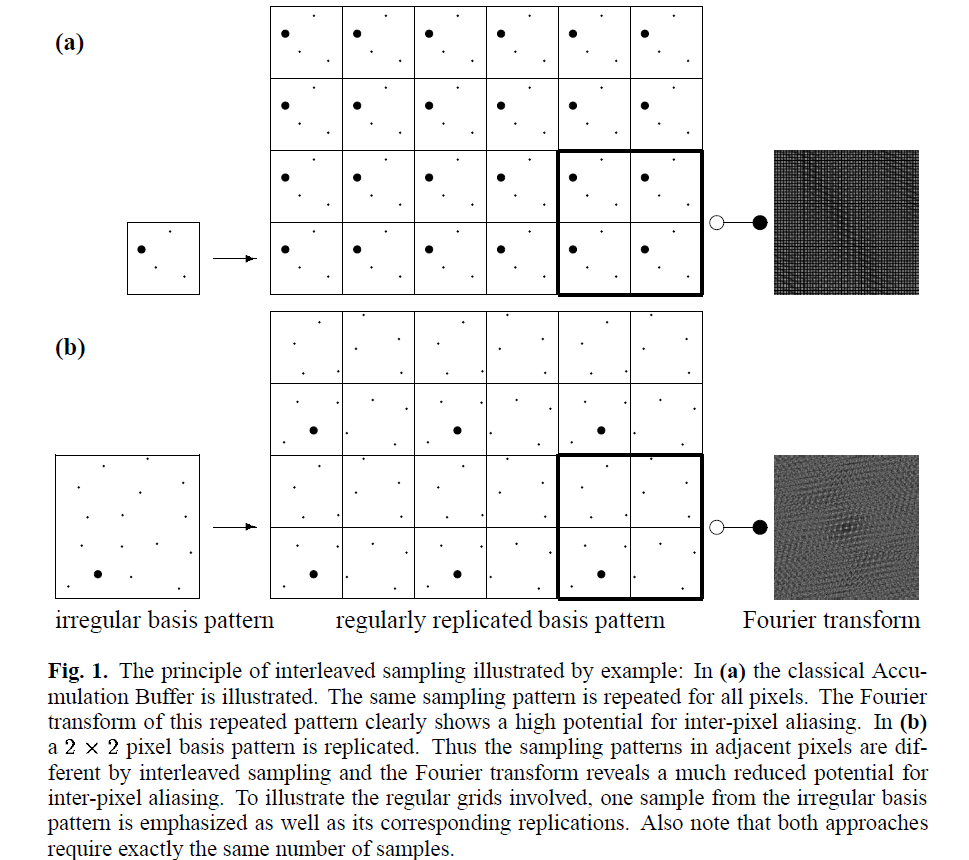 (a)
(b)
irregular basis pattern
regularly replicated basis pattern
Fourier transform
Fig. 1. The principle of interleaved sampling illustrated by example: In (a) the classical Accu-
mulation Buffer is illustrated. The same sampling pattern is repeated for all pixels. The Fourier
transform of this repeated pattern clearly shows a high potential for inter-pixel aliasing. In (b)
a 2 × 2 pixel basis pattern is replicated. Thus the sampling patterns in adjacent pixels are dif-
ferent by interleaved sampling and the Fourier transform reveals a much reduced potential for
inter-pixel aliasing. To illustrate the regular grids involved, one sample from the irregular basis
pattern is emphasized as well as its corresponding replications. Also note that both approaches
require exactly the same number of samples.